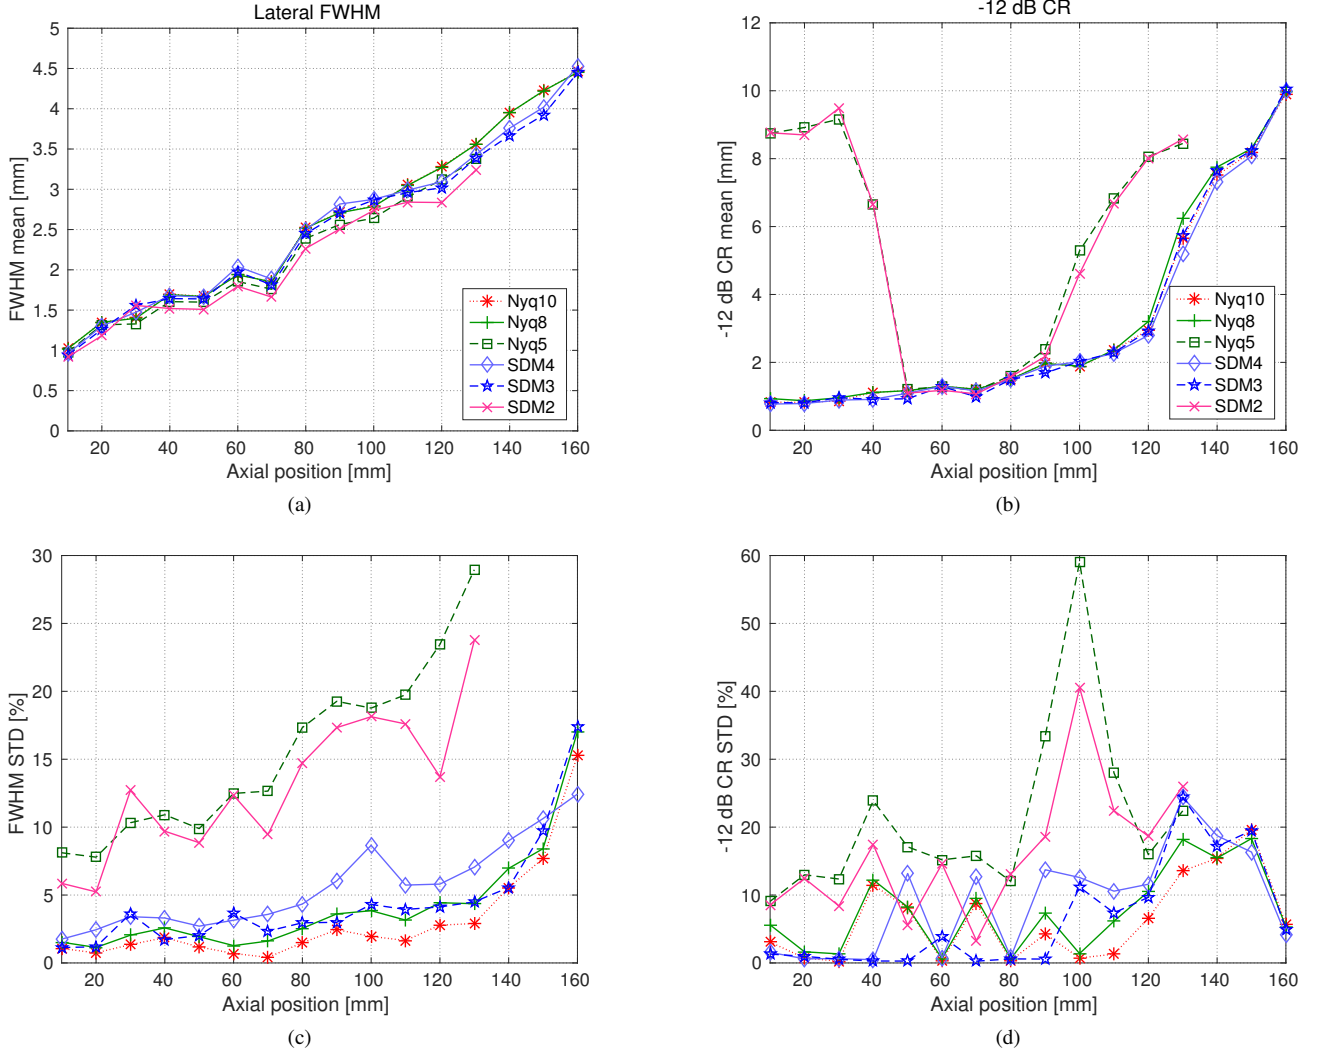 Lateral FWHM
5
4.5
4
3.5
3
2.5
2
1.5
1
0.5
0
FWHM mean [mm]
Nyq10
Nyq8
Nyq5
SDM4
SDM3
SDM2
20 40 60 80 100 120 140 160
Axial position [mm]
(a)
-12 dB CR
12
10
8
6
4
2
0
-12 dB CR mean [mm]
Nyq10
Nyq8
Nyq5
SDM4
SDM3
SDM2
20 40 60 80 100 120 140 160
Axial position [mm]
(b)
30
25
20
15
10
5
0
FWHM STD [%]
20 40 60 80 100 120 140 160
Axial position [mm]
(c)
60
50
40
30
20
10
0
-12 dB CR STD [%]
20 40 60 80 100 120 140 160
Axial position [mm]
(d)